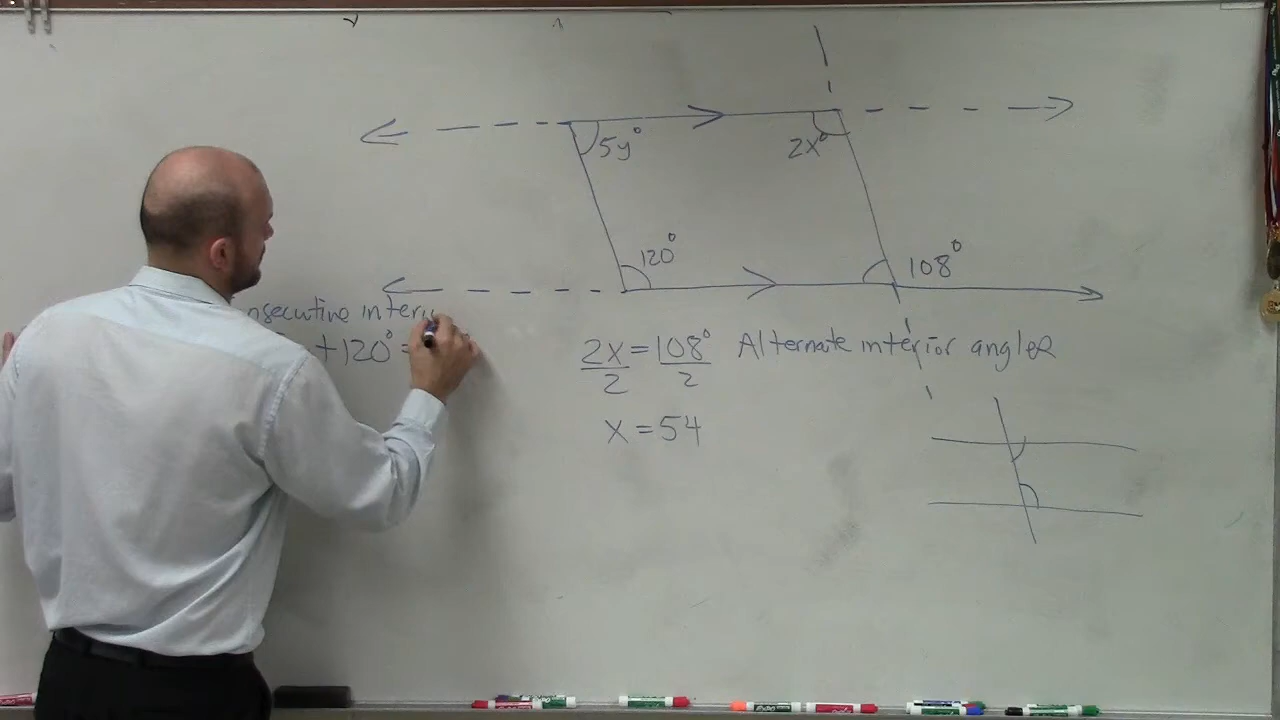 5y°
2x°
120°
108°
nsecutive interi
+120° =
2x = 108° Alternate interior angles
2 2
x = 54